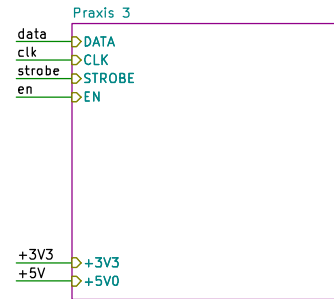 Praxis 3
data DATA
clk CLK
strobe STROBE
en EN
+3V3 +3V3
+5V +5V0